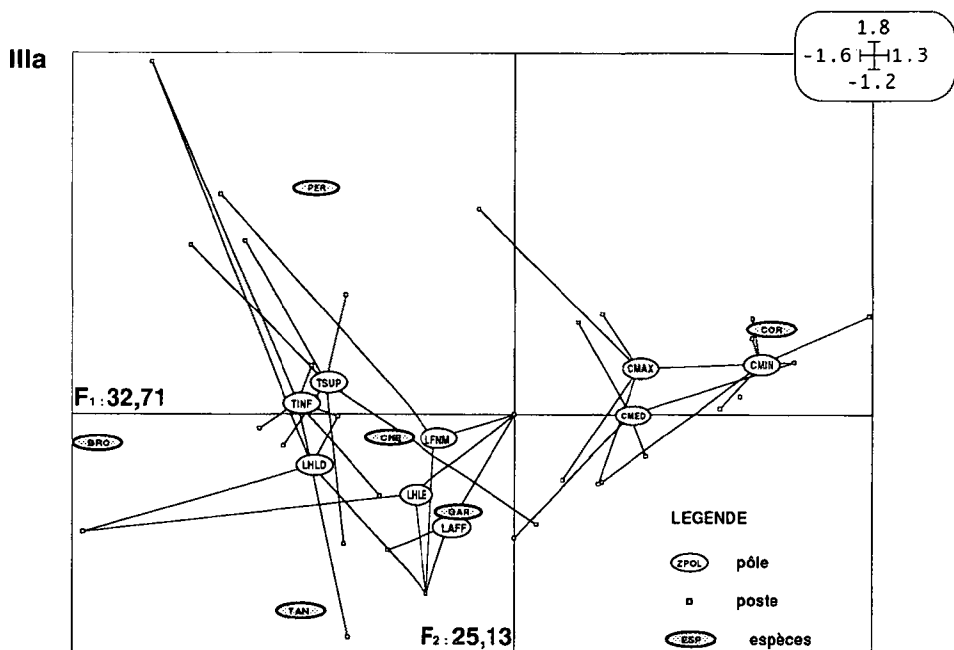 IIIa
1.8
-1.6 1.3
-1.2
PER
COR
CMAX
CMIN
TSUP
F1 : 32,71
TINF
CMED
BRO
CHE
LFNM
LHLD
LHLE
GAR
LAFF
LEGENDE
ZPOL pôle
poste
TAN
F2 : 25,13
ESP espèces